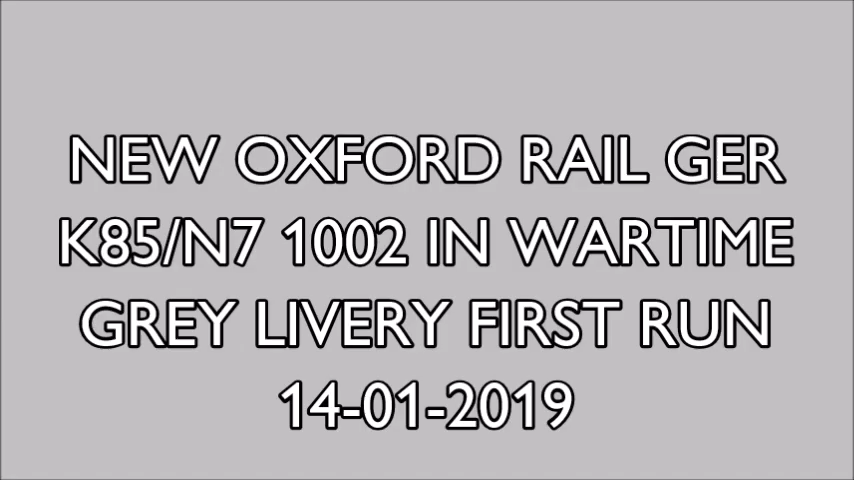 NEW OXFORD RAIL GER
K85/N7 1002 IN WARTIME
GREY LIVERY FIRST RUN
14-01-2019